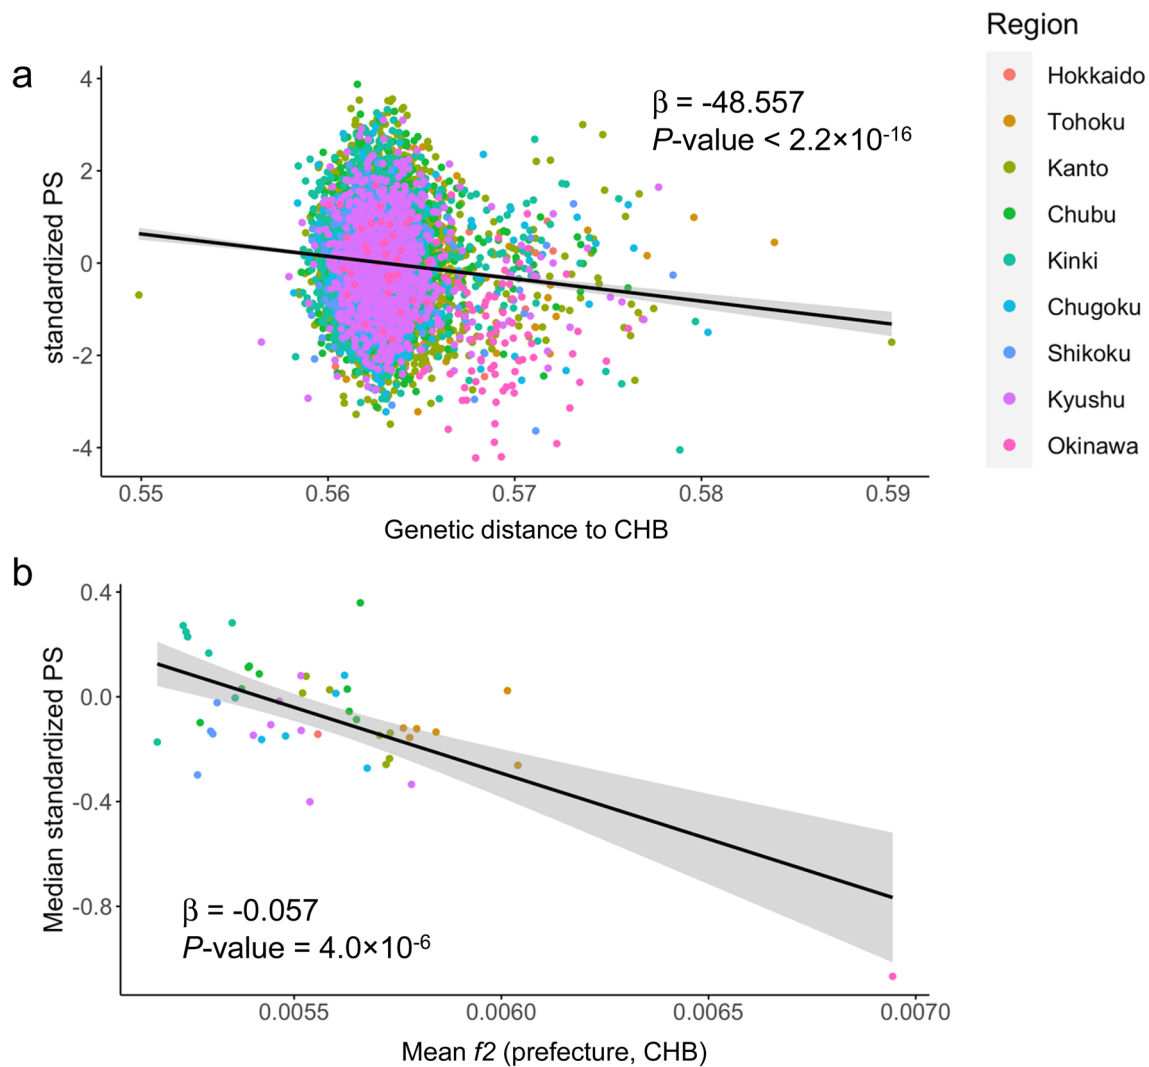 a
standardized PS
4
2
0
-2
-4
β = -48.557
P-value < 2.2×10-16
0.55 0.56 0.57 0.58 0.59
Genetic distance to CHB
Region
Hokkaido
Tohoku
Kanto
Chubu
Kinki
Chugoku
Shikoku
Kyushu
Okinawa
b
Median standardized PS
0.4
0.0
-0.4
-0.8
β = -0.057
P-value = 4.0×10-6
0.0055 0.0060 0.0065 0.0070
Mean f2 (prefecture, CHB)